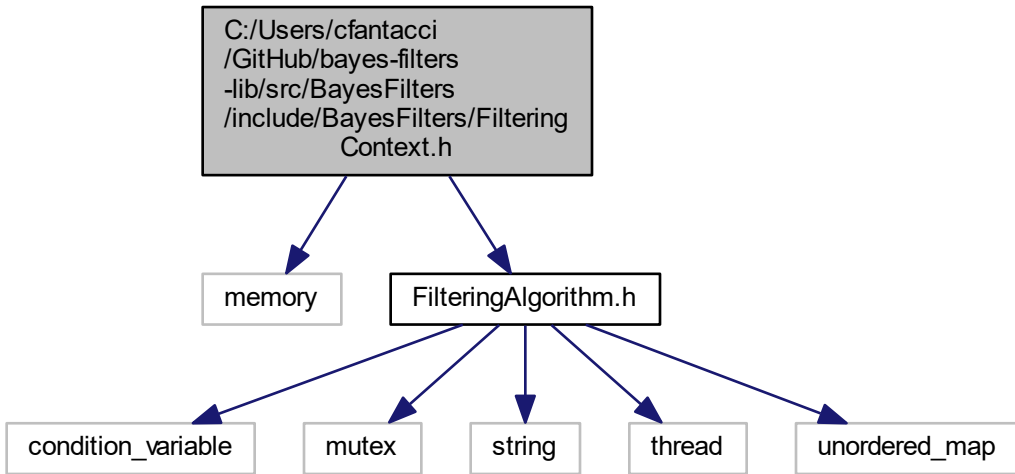 C:/Users/cfantacci
/GitHub/bayes-filters
-lib/src/BayesFilters
/include/BayesFilters/Filtering
Context.h
memory
FilteringAlgorithm.h
condition_variable
mutex
string
thread
unordered_map